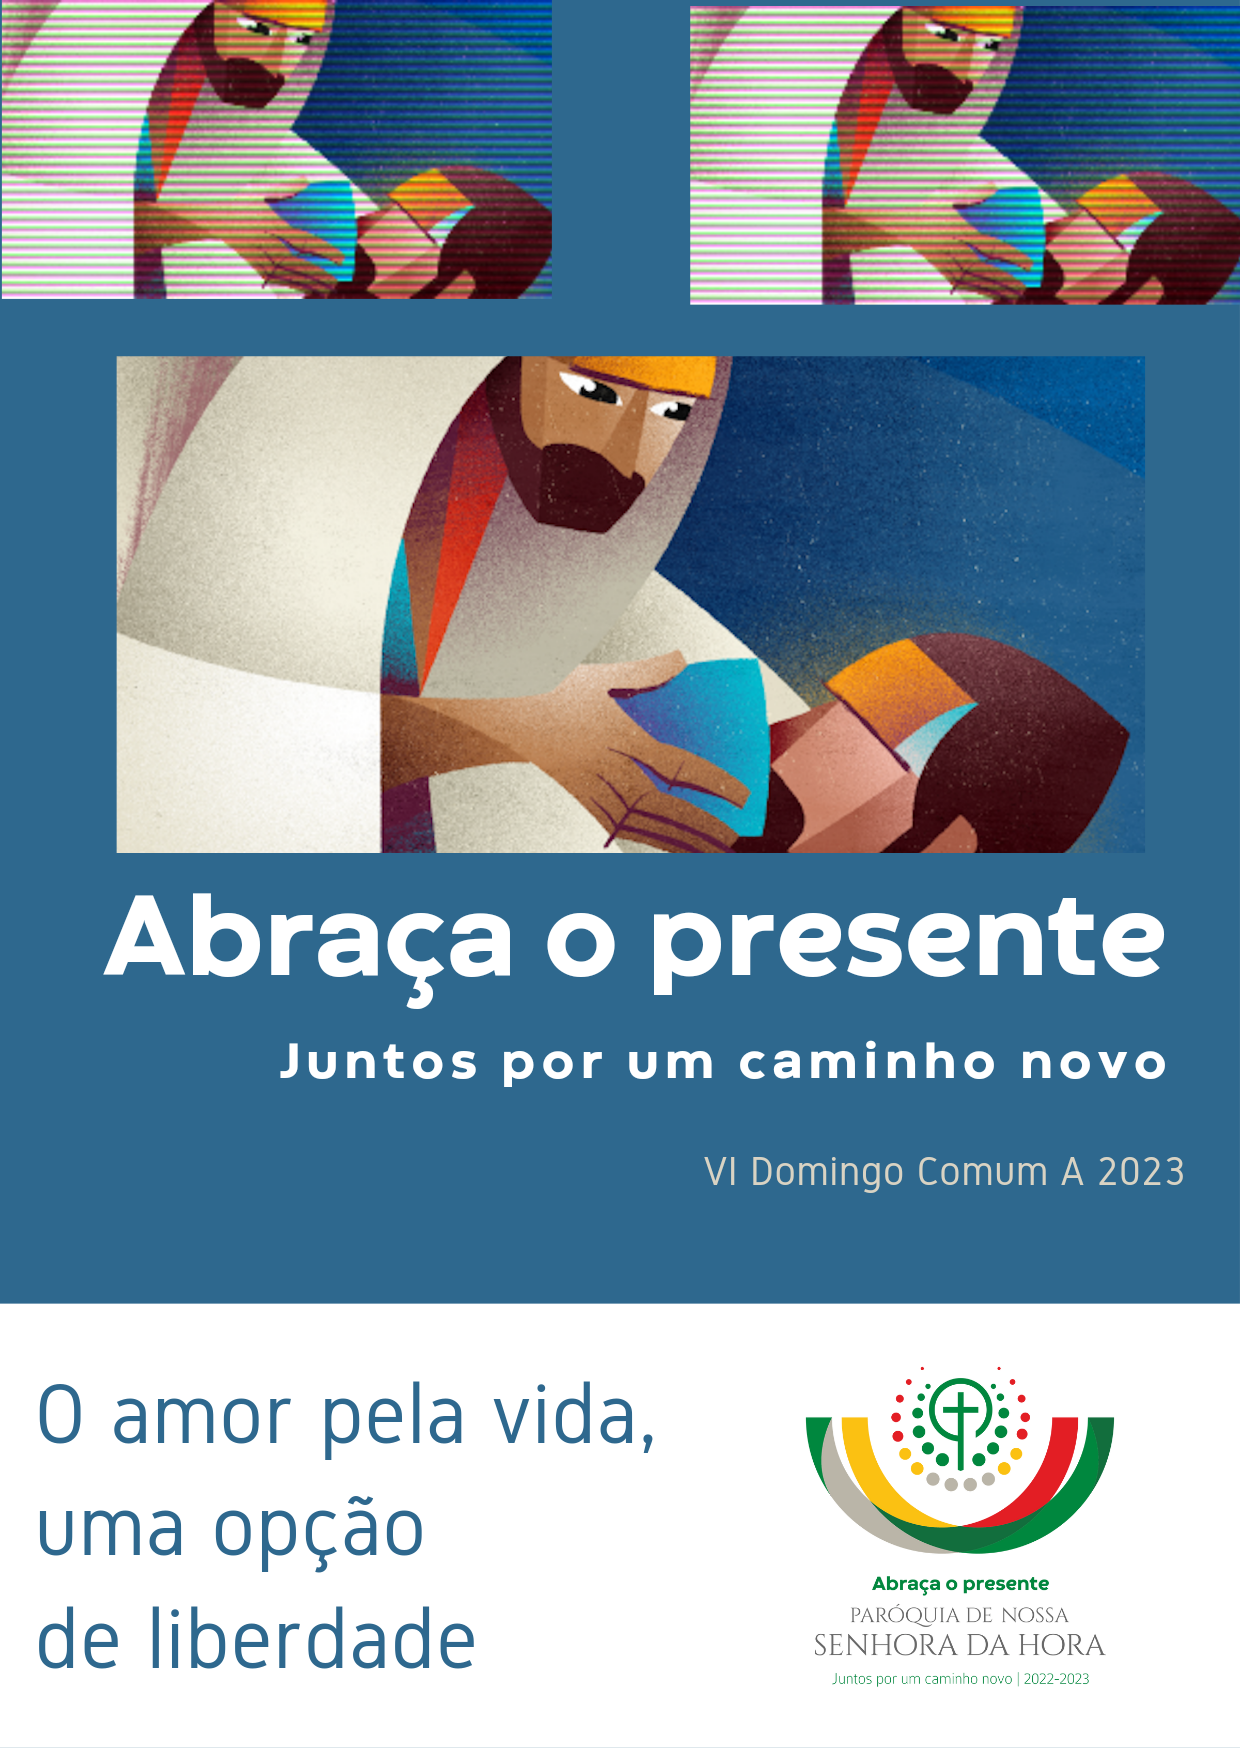 Abraça o presente
Juntos por um caminho novo
VI Domingo Comum A 2023
O amor pela vida,
uma opção
de liberdade
Abraça o presente
PARÓQUIA DE NOSSA
SENHORA DA HORA
Juntos por um caminho novo | 2022-2023